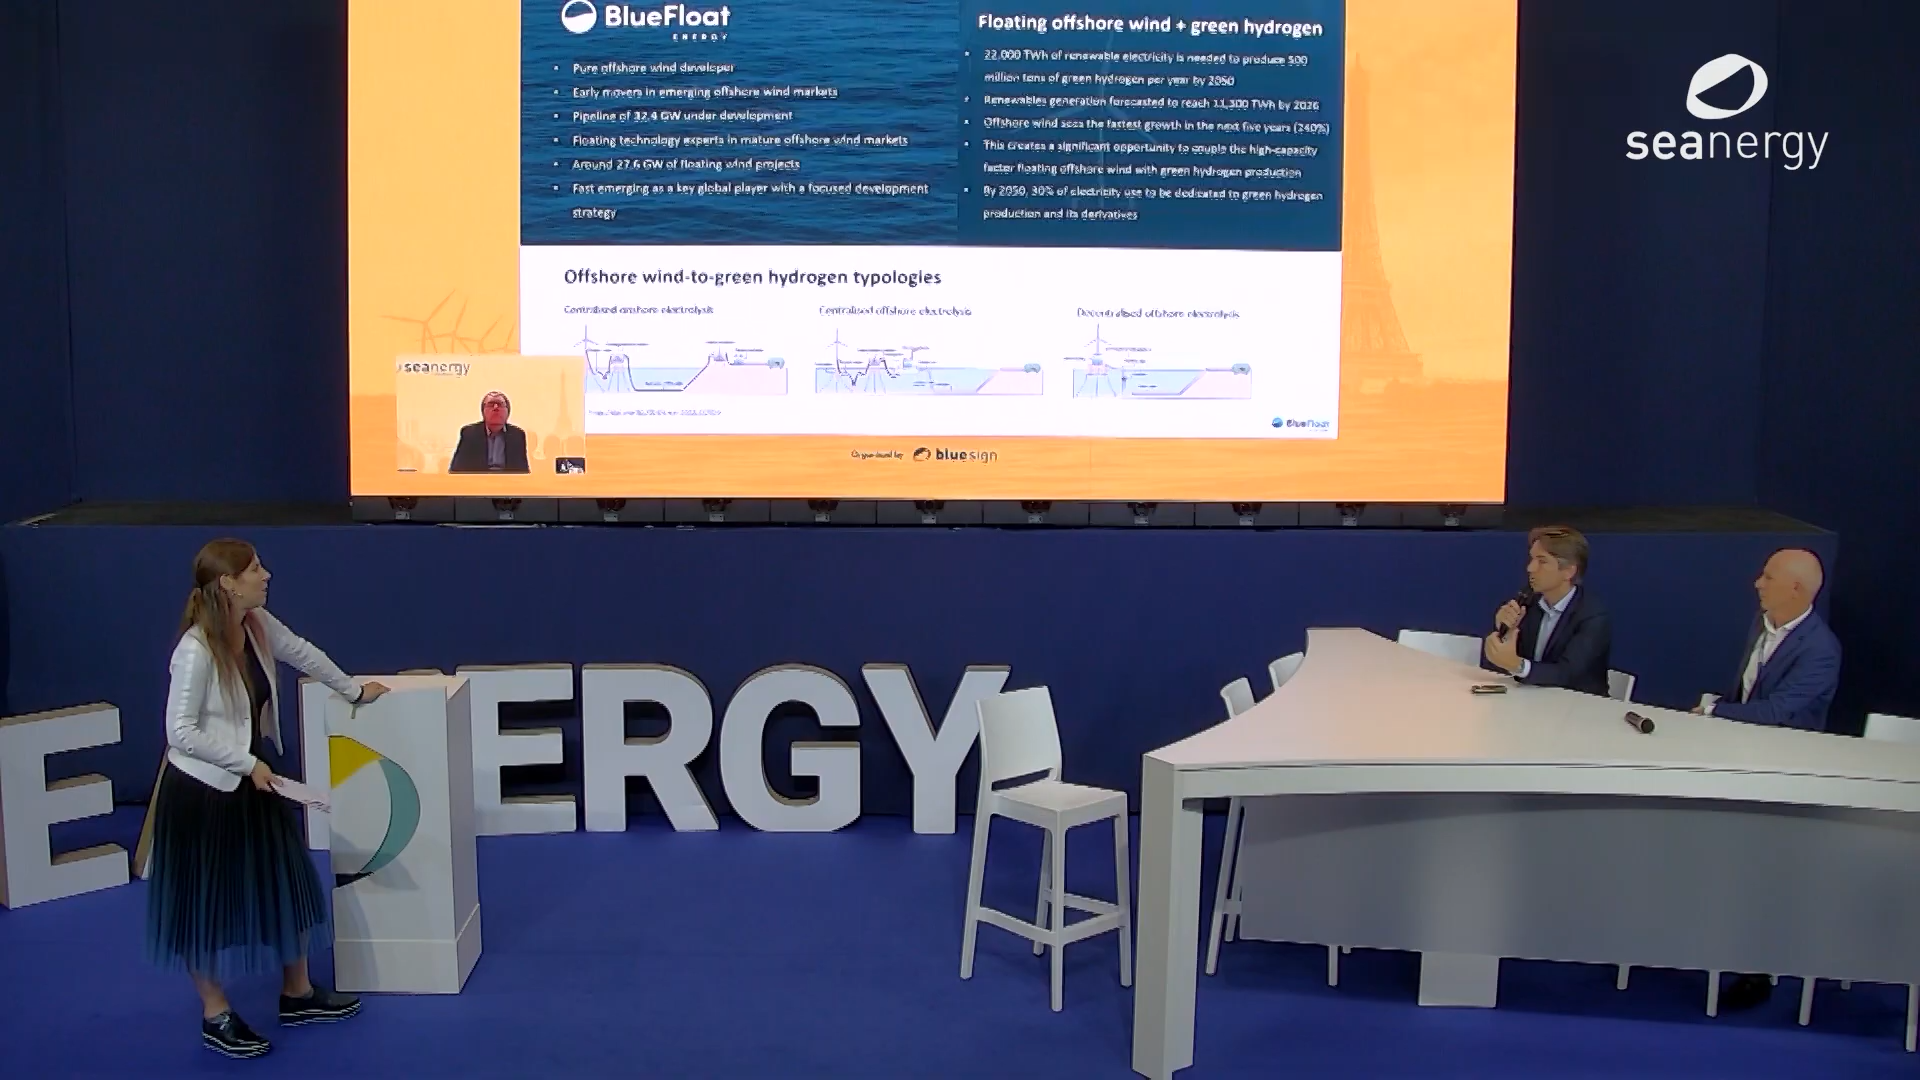 BlueFloat
ENERGY
Floating offshore wind + green hydrogen
• Pure offshore wind developer
• Early movers in emerging offshore wind markets
• Pipeline of 32.4 GW under development
• Floating technology experts in mature offshore wind markets
• Around 27.6 GW of floating wind projects
• Fast emerging as a key global player with a focused development
strategy
• 22,000 TWh of renewable electricity is needed to produce 500
million tons of green hydrogen per year by 2050
• Renewables generation forecasted to reach 11,300 TWh by 2026
• Offshore wind sees the fastest growth in the next five years (240%)
• This creates a significant opportunity to couple the high-capacity
factor floating offshore wind with green hydrogen production
• By 2050, 30% of electricity use to be dedicated to green hydrogen
production and its derivatives
Offshore wind-to-green hydrogen typologies
Centralised onshore electrolysis
Centralised offshore electrolysis
Decentralised offshore electrolysis
seanergy
BlueFloat
Organised by bluesign
seanergy
EA ERGY